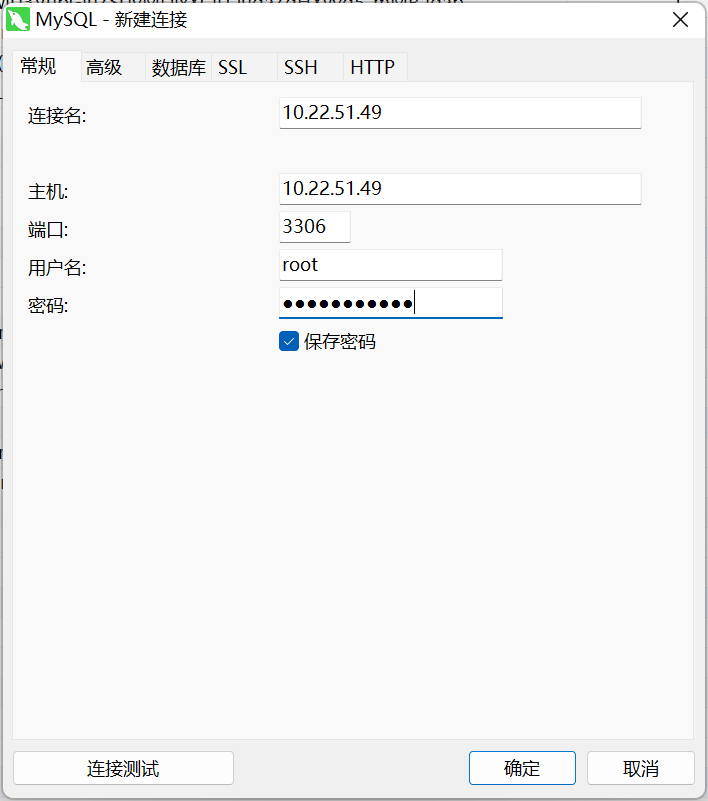 MySQL - 新建连接
常规 高级 数据库 SSL SSH HTTP
连接名: 10.22.51.49
主机: 10.22.51.49
端口: 3306
用户名: root
密码: ●●●●●●●●●●●
保存密码
连接测试 确定 取消